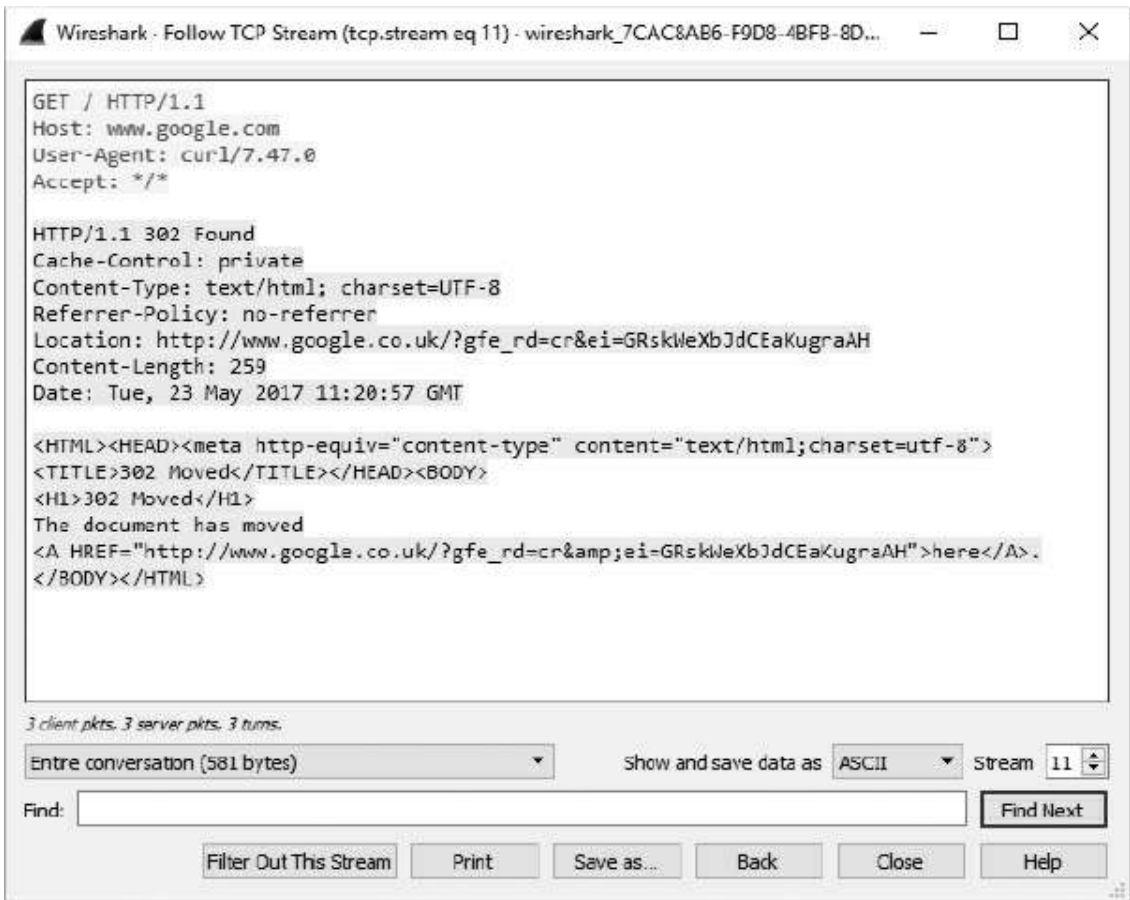 Wireshark · Follow TCP Stream (tcp.stream eq 11) · wireshark_7CAC8AB6-F9D8-4BFB-8D...
GET / HTTP/1.1
Host: www.google.com
User-Agent: curl/7.47.0
Accept: */*
HTTP/1.1 302 Found
Cache-Control: private
Content-Type: text/html; charset=UTF-8
Referrer-Policy: no-referrer
Location: http://www.google.co.uk/?gfe_rd=cr&ei=GRskWeXbJdCEaKugraAH
Content-Length: 259
Date: Tue, 23 May 2017 11:20:57 GMT
<HTML><HEAD><meta http-equiv="content-type" content="text/html;charset=utf-8">
<TITLE>302 Moved</TITLE></HEAD><BODY>
<H1>302 Moved</H1>
The document has moved
<A HREF="http://www.google.co.uk/?gfe_rd=cr&amp;ei=GRskWeXbJdCEaKugraAH">here</A>.
</BODY></HTML>
3 client pkts, 3 server pkts, 3 turns.
Entire conversation (581 bytes) Show and save data as ASCII Stream 11
Find: Find Next
Filter Out This Stream Print Save as... Back Close Help